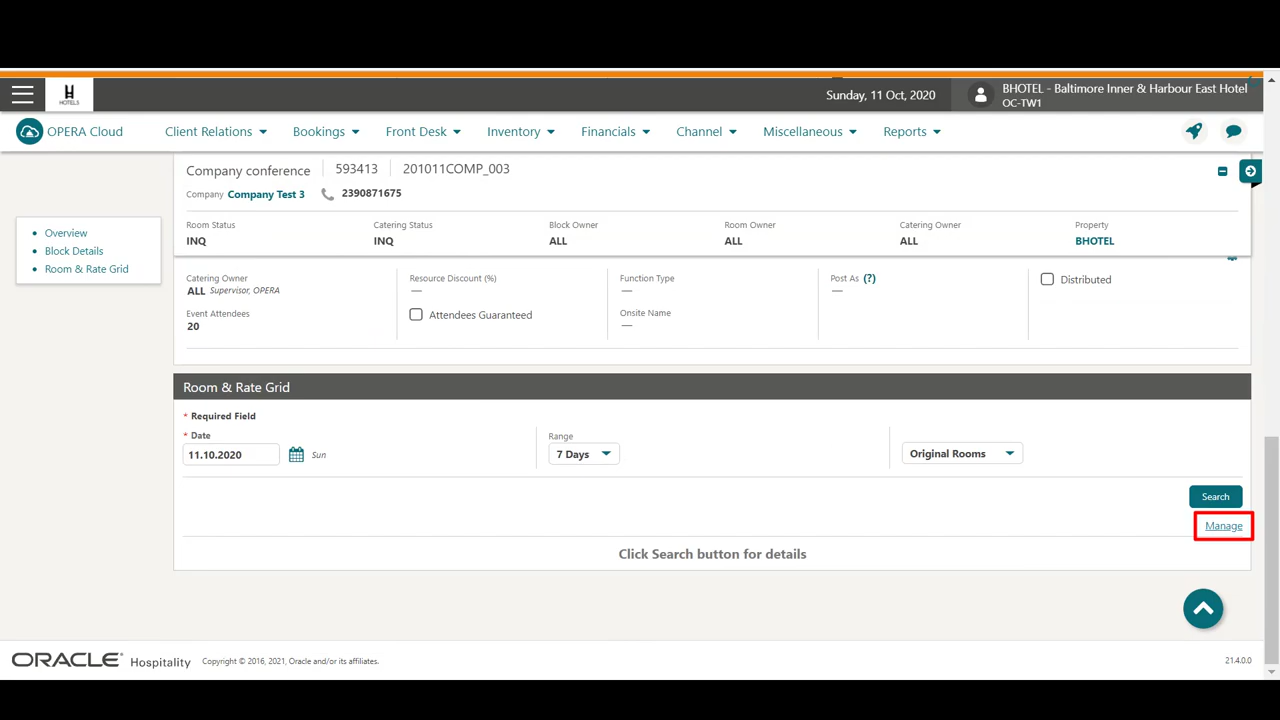 H
HOTELS
Sunday, 11 Oct, 2020
BHOTEL - Baltimore Inner & Harbour East Hotel
OC-TW1
OPERA Cloud
Client Relations
Bookings
Front Desk
Inventory
Financials
Channel
Miscellaneous
Reports
Overview
Block Details
Room & Rate Grid
Company conference
593413
201011COMP_003
Company Company Test 3
2390871675
Room Status
INQ
Catering Status
INQ
Block Owner
ALL
Room Owner
ALL
Catering Owner
ALL
Property
BHOTEL
Catering Owner
ALL Supervisor, OPERA
Event Attendees
20
Resource Discount (%)
—
Attendees Guaranteed
Function Type
—
Onsite Name
—
Post As (?)
—
Distributed
Room & Rate Grid
* Required Field
* Date
11.10.2020
Sun
Range
7 Days
Original Rooms
Search
Manage
Click Search button for details
ORACLE Hospitality
Copyright © 2016, 2021, Oracle and/or its affiliates.
21.4.0.0